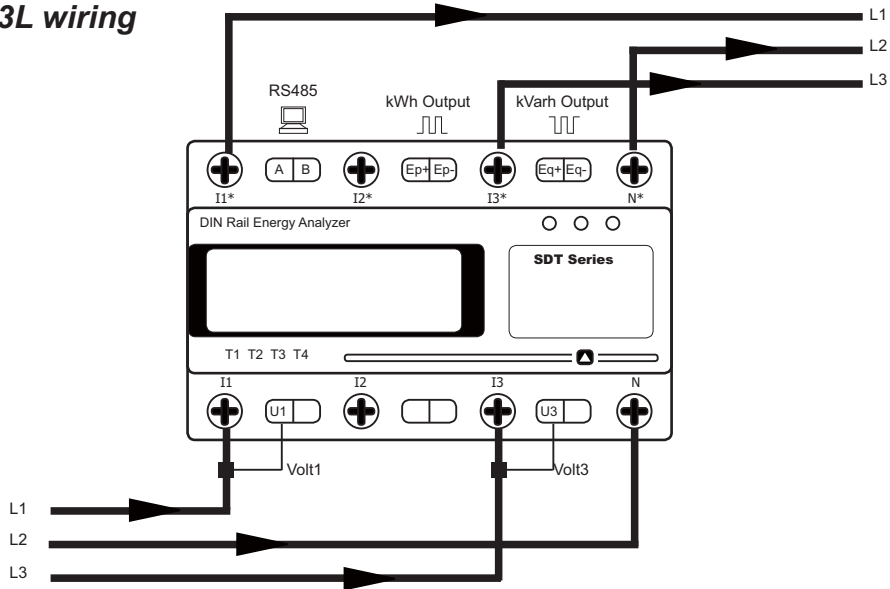 3L wiring
L1
L2
L3
RS485
kWh Output
kVarh Output
A B
Ep+ Ep-
Eq+ Eq-
I1* I2* I3* N*
DIN Rail Energy Analyzer
SDT Series
T1 T2 T3 T4
I1 I2 I3 N
U1 U3
Volt1 Volt3
L1
L2
L3